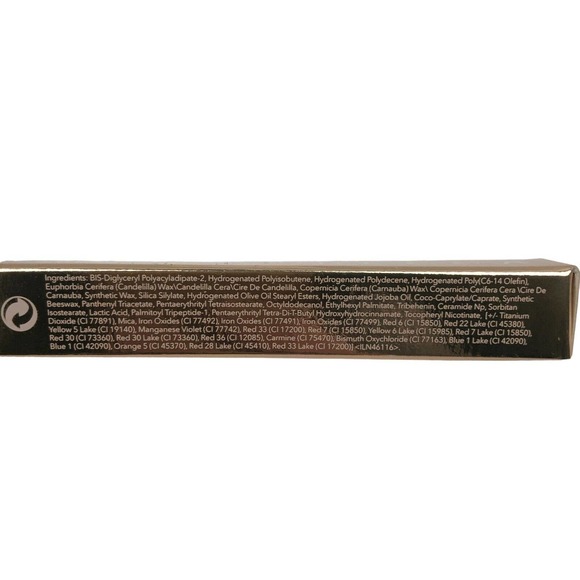 Ingredients: BIS-Diglyceryl Polyacyladipate-2, Hydrogenated Polyisobutene, Hydrogenated Polydecene, Hydrogenated Poly(C6-14 Olefin),
Euphorbia Cerifera (Candelilla) Wax\Candelilla Cera\Cire De Candelilla, Copernicia Cerifera (Carnauba) Wax\ Copernicia Cerifera Cera \Cire De
Carnauba, Synthetic Wax, Silica Silylate, Hydrogenated Olive Oil Stearyl Esters, Hydrogenated Jojoba Oil, Coco-Caprylate/Caprate, Synthetic
Beeswax, Panthenyl Triacetate, Pentaerythrityl Tetraisostearate, Octyldodecanol, Ethylhexyl Palmitate, Tribehenin, Ceramide Np, Sorbitan
Isostearate, Lactic Acid, Palmitoyl Tripeptide-1, Pentaerythrityl Tetra-Di-T-Butyl Hydroxyhydrocinnamate, Tocopheryl Nicotinate, [+/- Titanium
Dioxide (CI 77891), Mica, Iron Oxides (CI 77492), Iron Oxides (CI 77491), Iron Oxides (CI 77499), Red 6 (CI 15850), Red 22 Lake (CI 45380),
Yellow 5 Lake (CI 19140), Manganese Violet (CI 77742), Red 33 (CI 17200), Red 7 (CI 15850), Yellow 6 Lake (CI 15985), Red 7 Lake (CI 15850),
Red 30 (CI 73360), Red 30 Lake (CI 73360), Red 36 (CI 12085), Carmine (CI 75470), Bismuth Oxychloride (CI 77163), Blue 1 Lake (CI 42090),
Blue 1 (CI 42090), Orange 5 (CI 45370), Red 28 Lake (CI 45410), Red 33 Lake (CI 17200)] <ILN46116>.